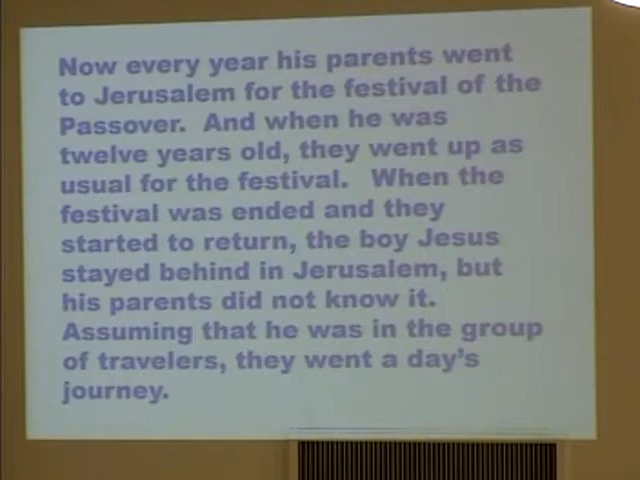 Now every year his parents went
to Jerusalem for the festival of the
Passover. And when he was
twelve years old, they went up as
usual for the festival. When the
festival was ended and they
started to return, the boy Jesus
stayed behind in Jerusalem, but
his parents did not know it.
Assuming that he was in the group
of travelers, they went a day's
journey.